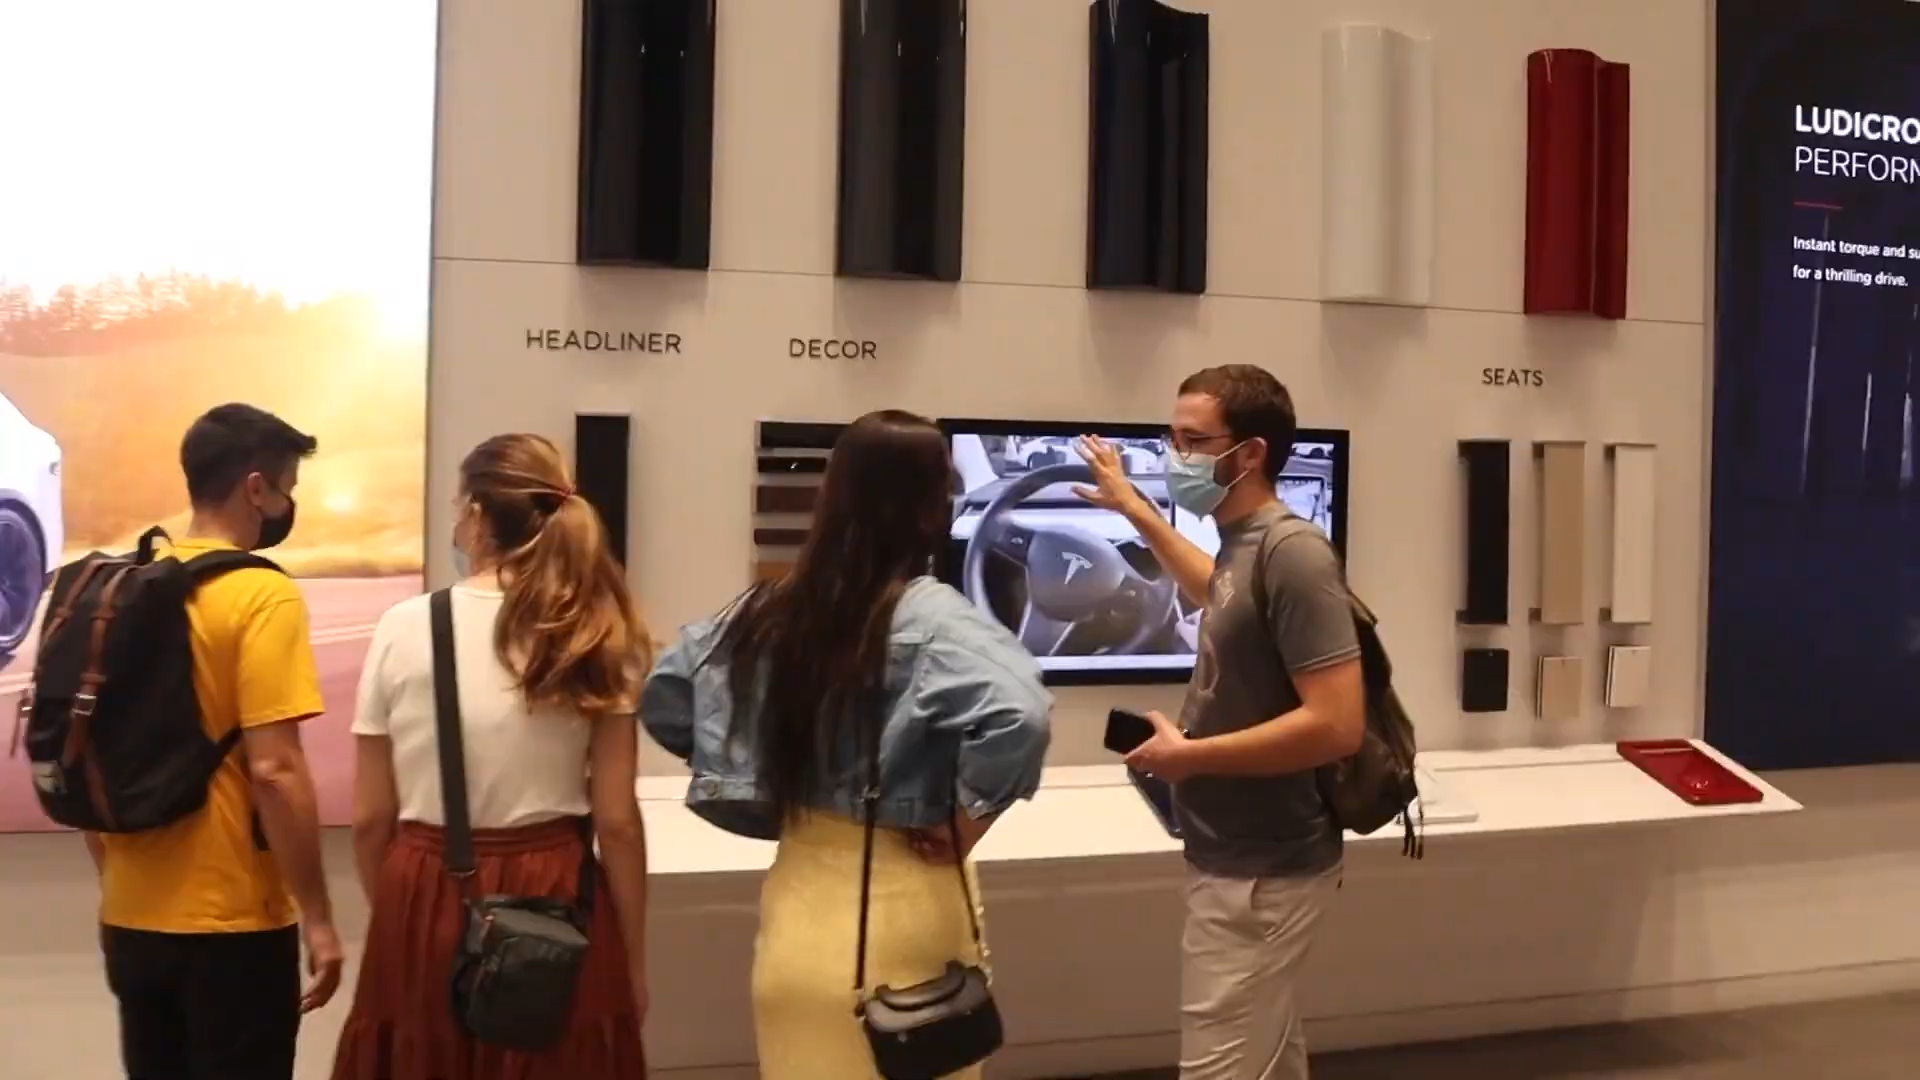 HEADLINER
DECOR
SEATS
LUDICRO
PERFORM
Instant torque and su
for a thrilling drive.